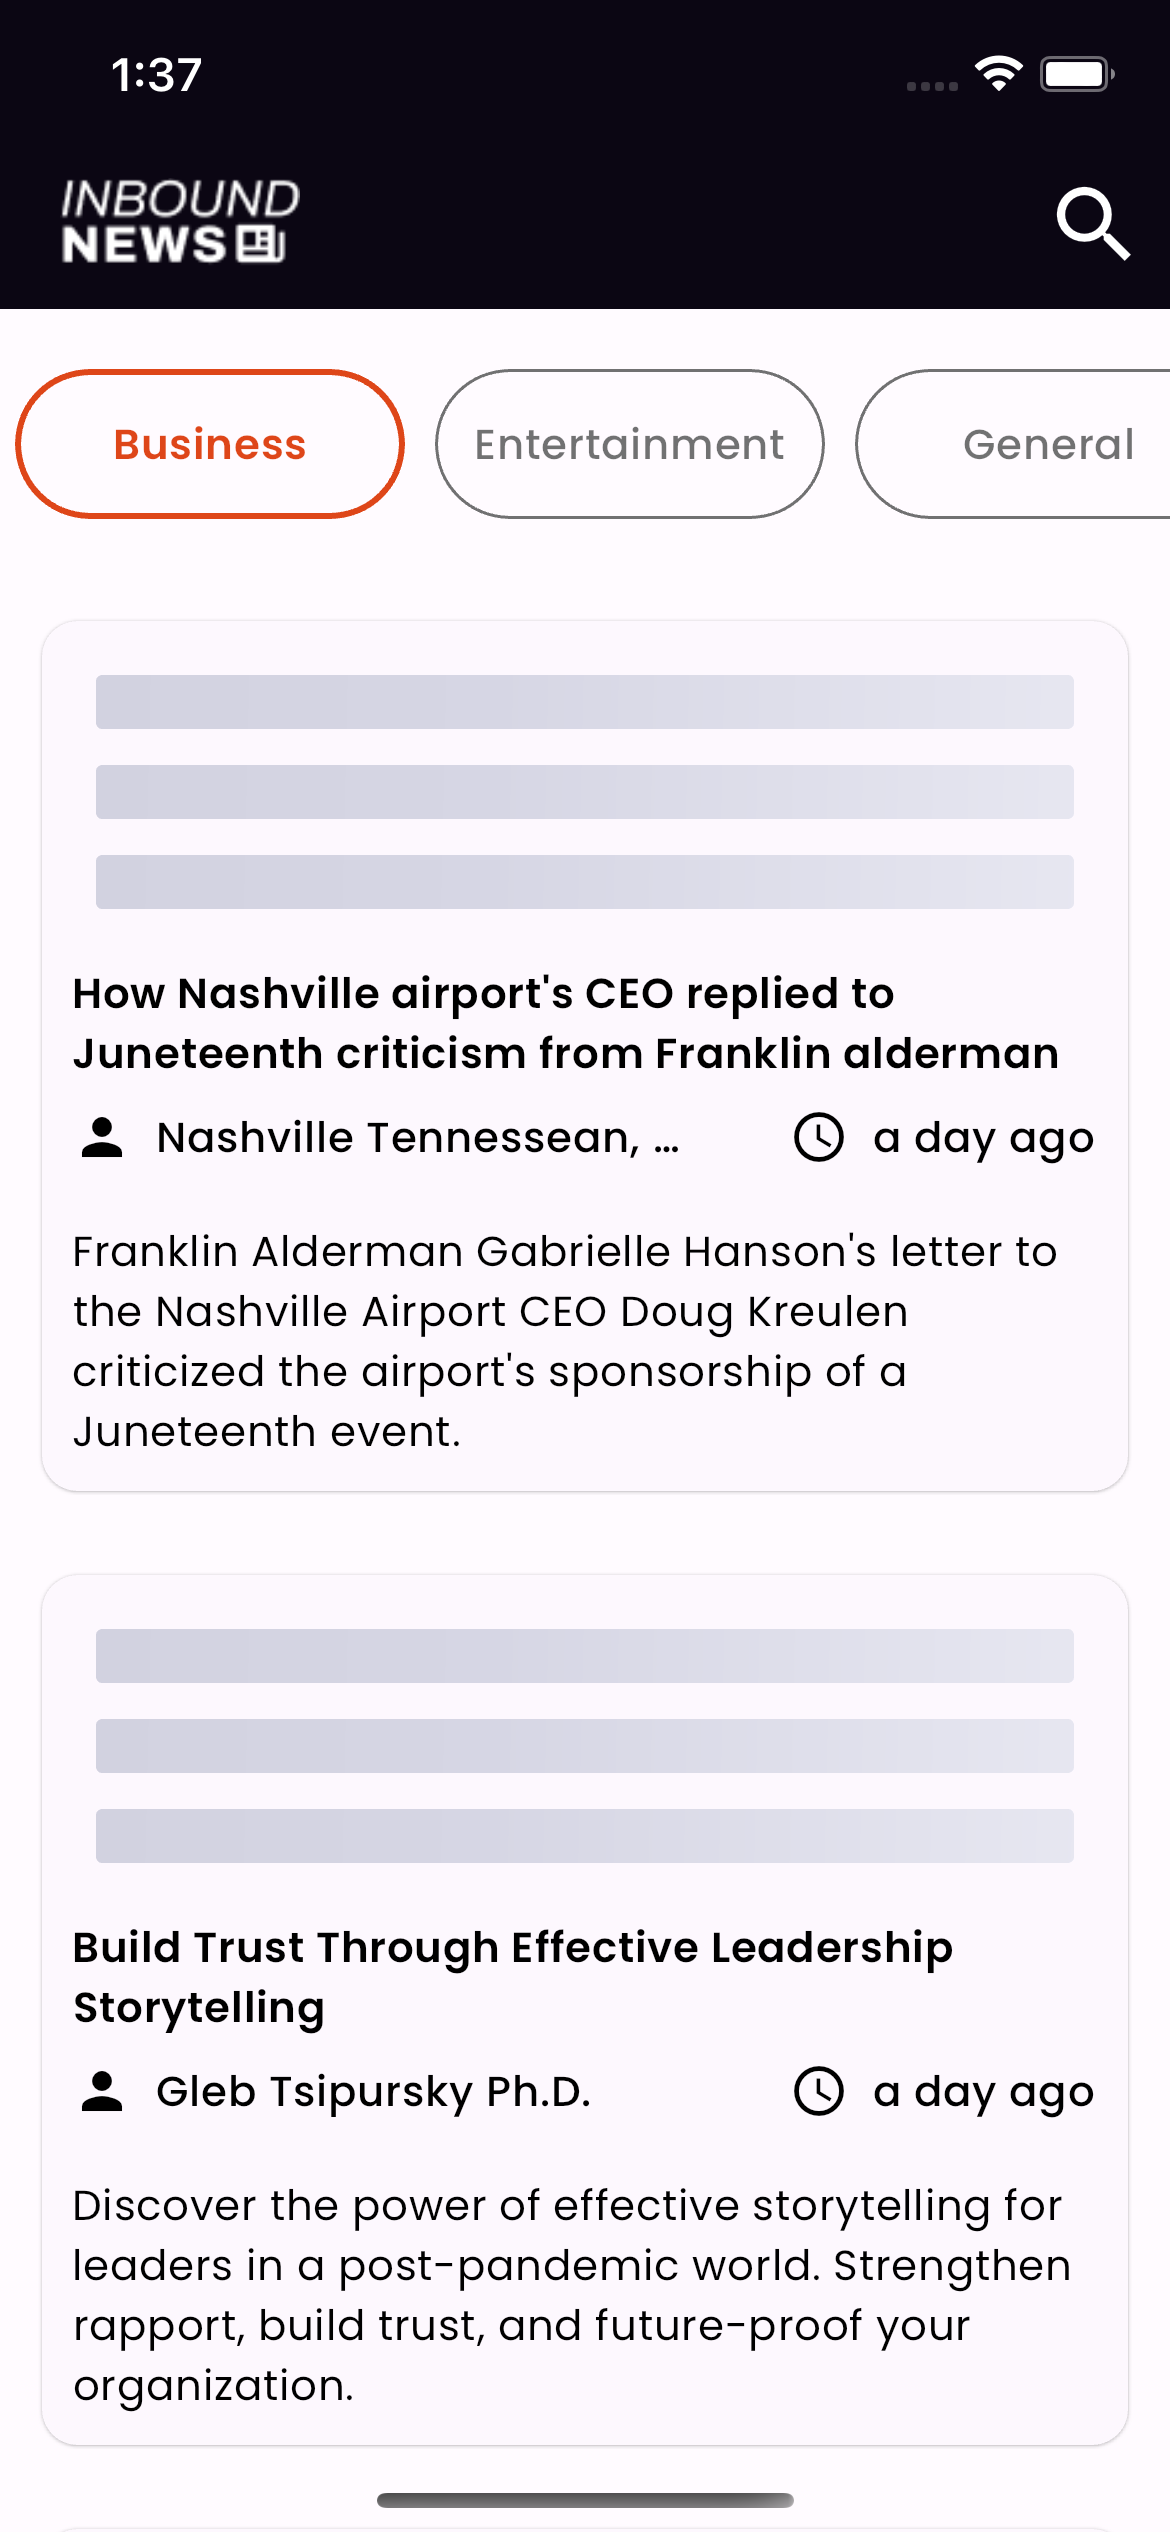 1:37
INBOUND
NEWS
Business
Entertainment
General
How Nashville airport's CEO replied to
Juneteenth criticism from Franklin alderman
Nashville Tennessean, ...
a day ago
Franklin Alderman Gabrielle Hanson's letter to
the Nashville Airport CEO Doug Kreulen
criticized the airport's sponsorship of a
Juneteenth event.
Build Trust Through Effective Leadership
Storytelling
Gleb Tsipursky Ph.D.
a day ago
Discover the power of effective storytelling for
leaders in a post-pandemic world. Strengthen
rapport, build trust, and future-proof your
organization.